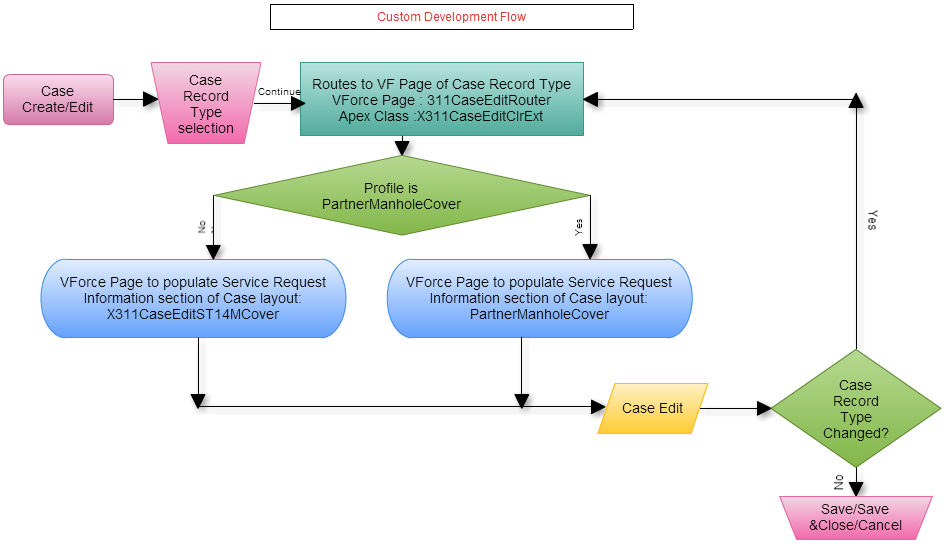 Custom Development Flow
Case
Create/Edit
Case
Record
Type
selection
Continue
Routes to VF Page of Case Record Type
VForce Page : 311CaseEditRouter
Apex Class :X311CaseEditClrExt
Profile is
PartnerManholeCover
No
Yes
Yes
VForce Page to populate Service Request
Information section of Case layout:
X311CaseEditST14MCover
VForce Page to populate Service Request
Information section of Case layout:
PartnerManholeCover
Case Edit
Case
Record
Type
Changed?
No
Save/Save
&Close/Cancel